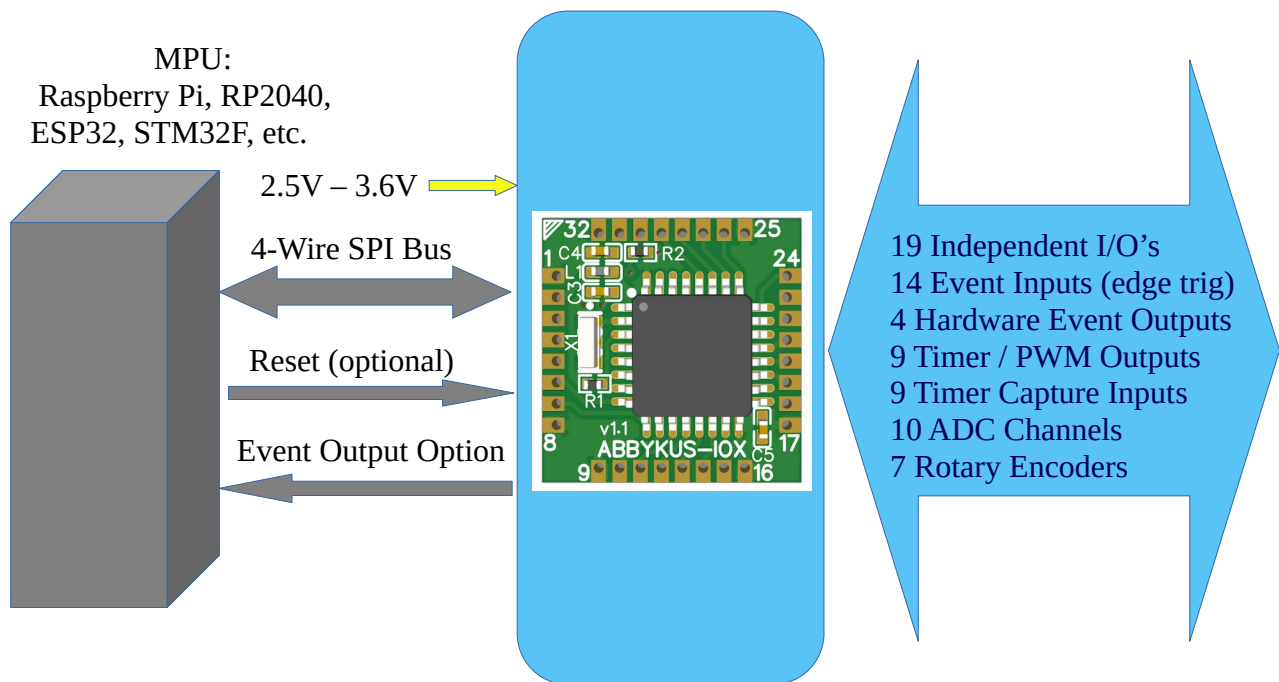 MPU:
Raspberry Pi, RP2040,
ESP32, STM32F, etc.
2.5V – 3.6V
4-Wire SPI Bus
Reset (optional)
Event Output Option
32
25
1
C4
R2
24
L1
C3
X1
R1
v1.1
8
ABBYKUS-IOX
C5
17
9
16
19 Independent I/O’s
14 Event Inputs (edge trig)
4 Hardware Event Outputs
9 Timer / PWM Outputs
9 Timer Capture Inputs
10 ADC Channels
7 Rotary Encoders